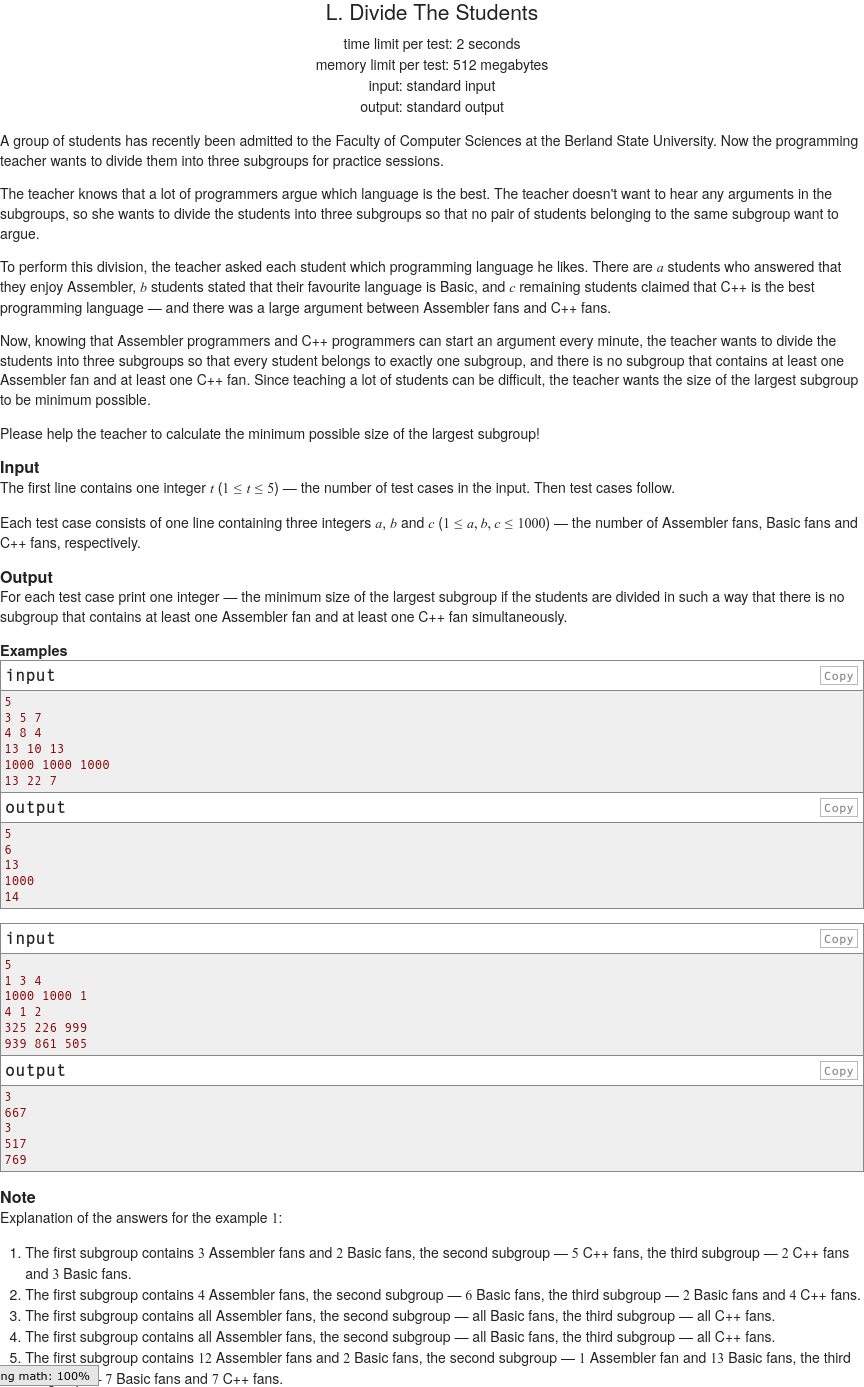 L. Divide The Students
time limit per test: 2 seconds
memory limit per test: 512 megabytes
input: standard input
output: standard output
A group of students has recently been admitted to the Faculty of Computer Sciences at the Berland State University. Now the programming
teacher wants to divide them into three subgroups for practice sessions.
The teacher knows that a lot of programmers argue which language is the best. The teacher doesn't want to hear any arguments in the
subgroups, so she wants to divide the students into three subgroups so that no pair of students belonging to the same subgroup want to
argue.
To perform this division, the teacher asked each student which programming language he likes. There are a students who answered that
they enjoy Assembler, b students stated that their favourite language is Basic, and c remaining students claimed that C++ is the best
programming language — and there was a large argument between Assembler fans and C++ fans.
Now, knowing that Assembler programmers and C++ programmers can start an argument every minute, the teacher wants to divide the
students into three subgroups so that every student belongs to exactly one subgroup, and there is no subgroup that contains at least one
Assembler fan and at least one C++ fan. Since teaching a lot of students can be difficult, the teacher wants the size of the largest subgroup
to be minimum possible.
Please help the teacher to calculate the minimum possible size of the largest subgroup!
Input
The first line contains one integer t (1 ≤ t ≤ 5) — the number of test cases in the input. Then test cases follow.
Each test case consists of one line containing three integers a, b and c (1 ≤ a, b, c ≤ 1000) — the number of Assembler fans, Basic fans and
C++ fans, respectively.
Output
For each test case print one integer — the minimum size of the largest subgroup if the students are divided in such a way that there is no
subgroup that contains at least one Assembler fan and at least one C++ fan simultaneously.
Examples
input Copy
5
3 5 7
4 8 4
13 10 13
1000 1000 1000
13 22 7
output Copy
5
6
13
1000
14
input Copy
5
1 3 4
1000 1000 1
4 1 2
325 226 999
939 861 505
output Copy
3
667
3
517
769
Note
Explanation of the answers for the example 1:
1. The first subgroup contains 3 Assembler fans and 2 Basic fans, the second subgroup — 5 C++ fans, the third subgroup — 2 C++ fans
and 3 Basic fans.
2. The first subgroup contains 4 Assembler fans, the second subgroup — 6 Basic fans, the third subgroup — 2 Basic fans and 4 C++ fans.
3. The first subgroup contains all Assembler fans, the second subgroup — all Basic fans, the third subgroup — all C++ fans.
4. The first subgroup contains all Assembler fans, the second subgroup — all Basic fans, the third subgroup — all C++ fans.
5. The first subgroup contains 12 Assembler fans and 2 Basic fans, the second subgroup — 1 Assembler fan and 13 Basic fans, the third
— 7 Basic fans and 7 C++ fans.
ng math: 100%